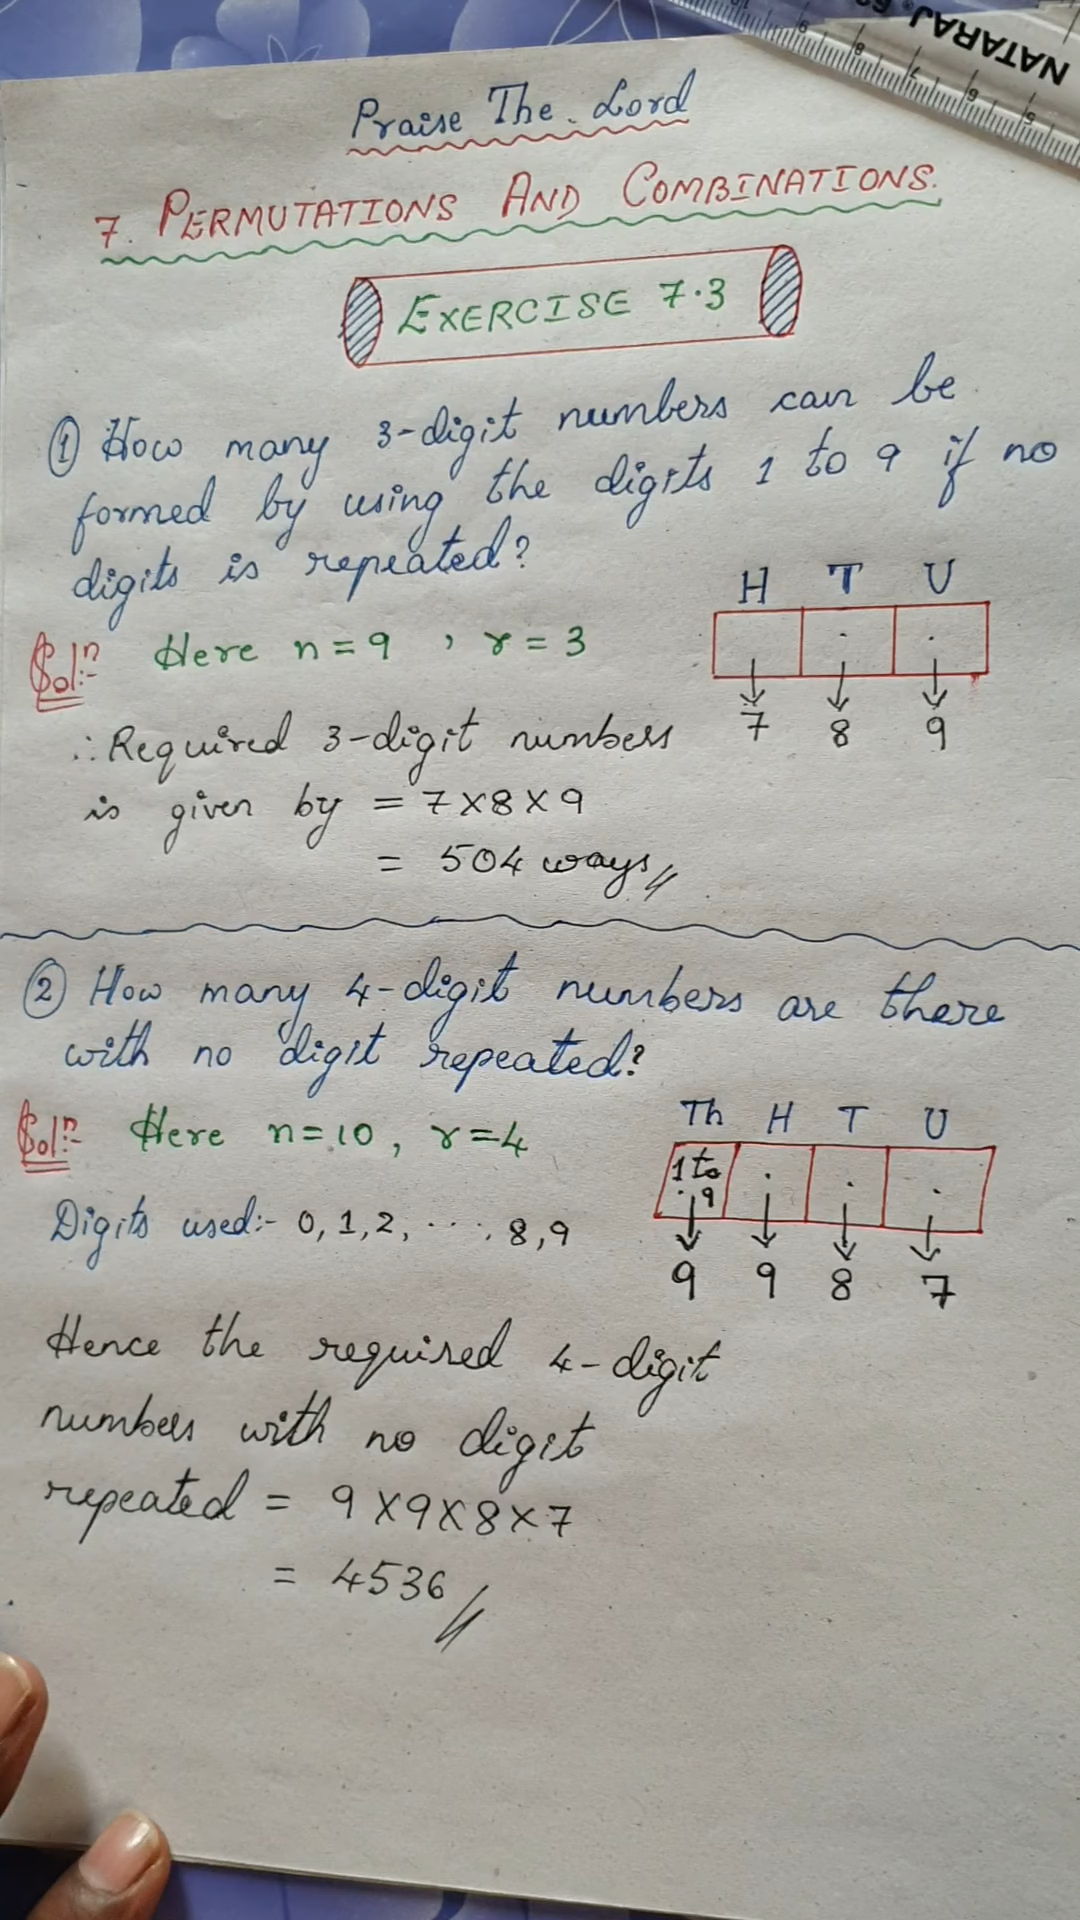 NATARAJ
Praise The Lord
7. PERMUTATIONS AND COMBINATIONS.
EXERCISE 7.3
① How many 3-digit numbers can be
formed by using the digits 1 to 9 if no
digits is repeated?
H T U
Solⁿ:- Here n=9 , r=3
7 8 9
∴ Required 3-digit numbers
is given by = 7×8×9
= 504 ways
② How many 4-digit numbers are there
with no digit repeated?
Th H T U
Solⁿ:- Here n=10, r=4
1 to 9
Digits used:- 0,1,2, ... , 8,9
9 9 8 7
Hence the required 4-digit
numbers with no digit
repeated = 9×9×8×7
= 4536